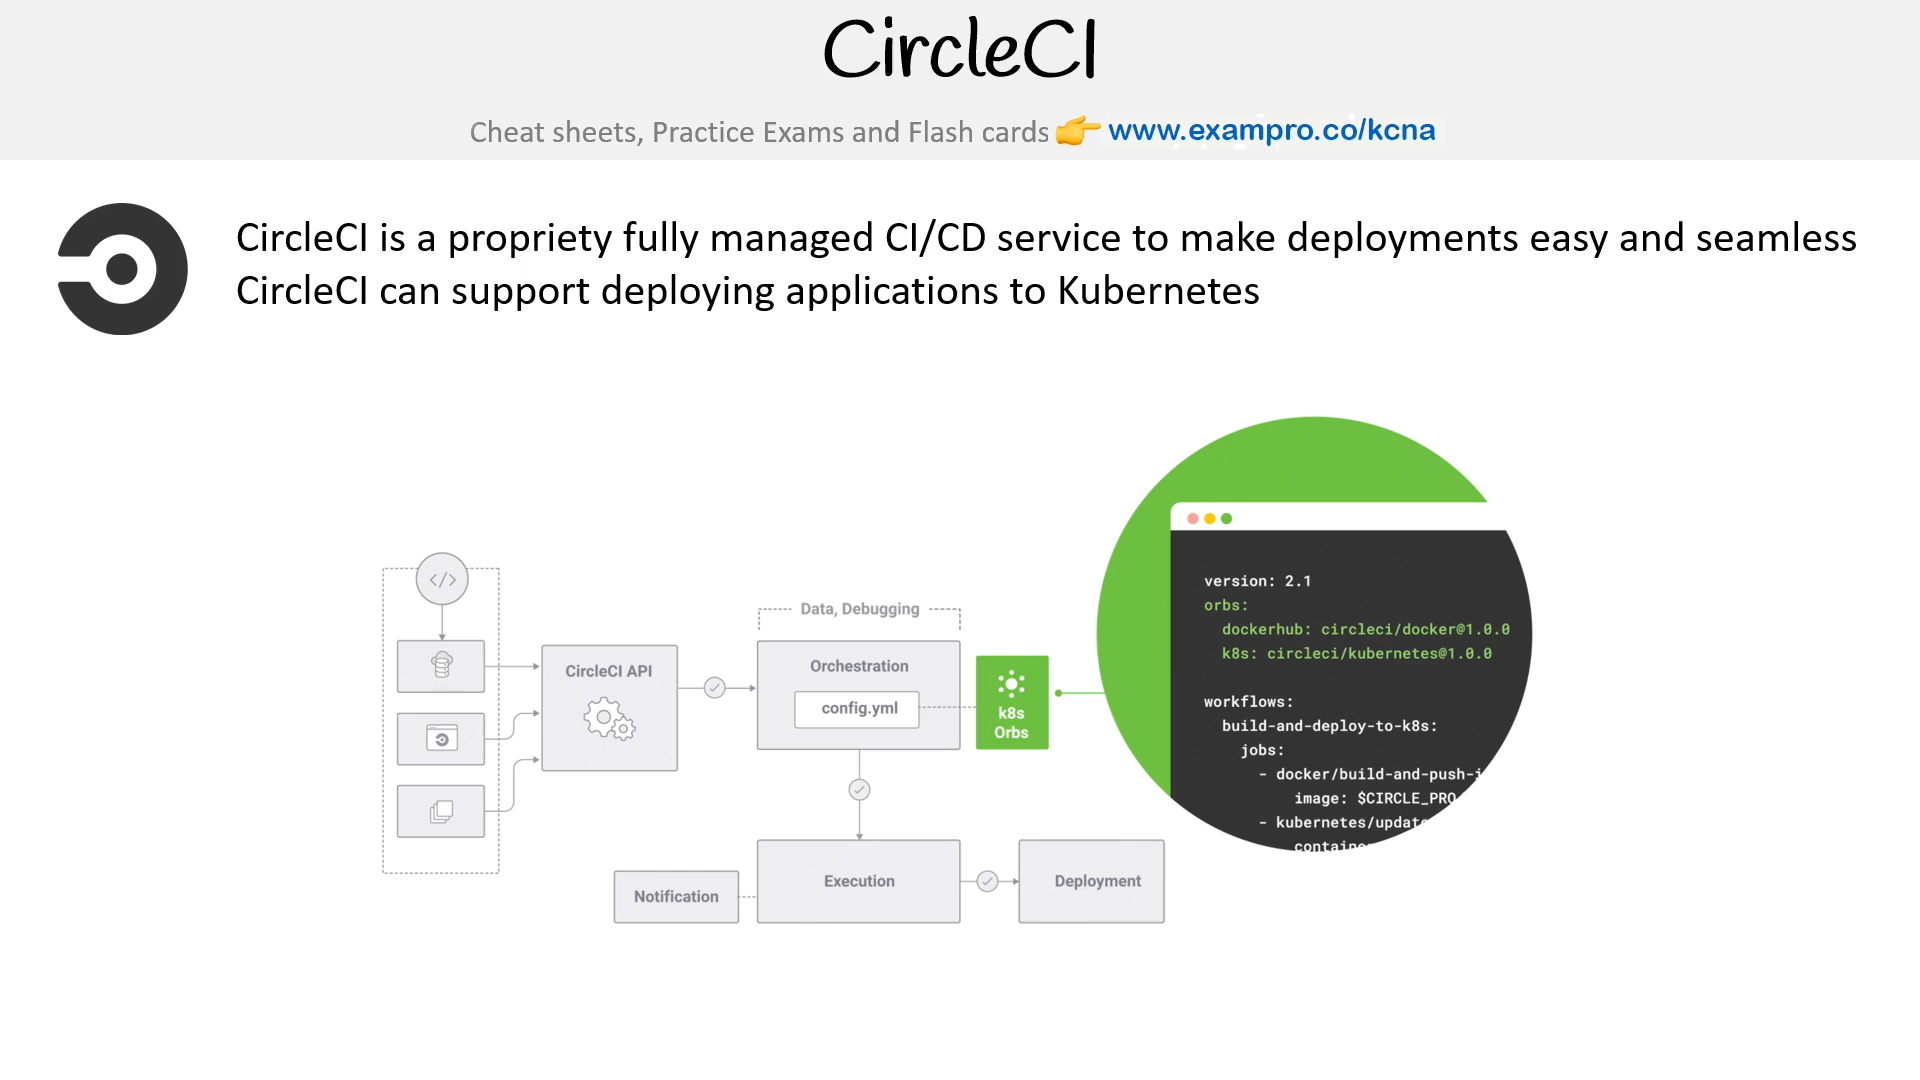 CircleCI
Cheat sheets, Practice Exams and Flash cards 👉 www.exampro.co/kcna
CircleCI is a propriety fully managed CI/CD service to make deployments easy and seamless
CircleCI can support deploying applications to Kubernetes
</>
CircleCI API
Data, Debugging
Orchestration
config.yml
k8s
Orbs
Notification
Execution
Deployment
version: 2.1
orbs:
dockerhub: circleci/docker@1.0.0
k8s: circleci/kubernetes@1.0.0
workflows:
build-and-deploy-to-k8s:
jobs:
- docker/build-and-push-i
image: $CIRCLE_PRO
- kubernetes/update
container